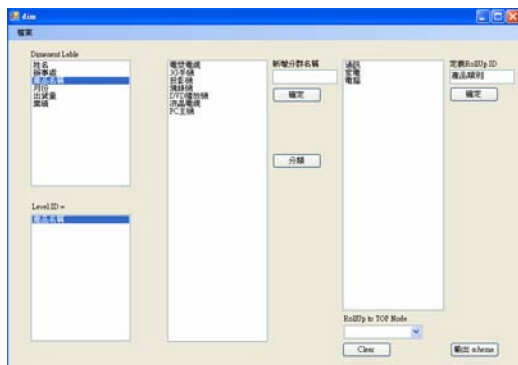 dim
檔案
Dimenent Lable
姓名
辦事處
產品名稱
月份
出貨量
業績
Level ID =
產品名稱
電漿電視
3G手機
投影機
燒錄機
DVD播放機
液晶電視
PC主機
新增分群名稱
確定
分類
通訊
家電
電腦
RollUp to TOP Node
Clear
定義RollUp ID
產品類別
確定
輸出 schema